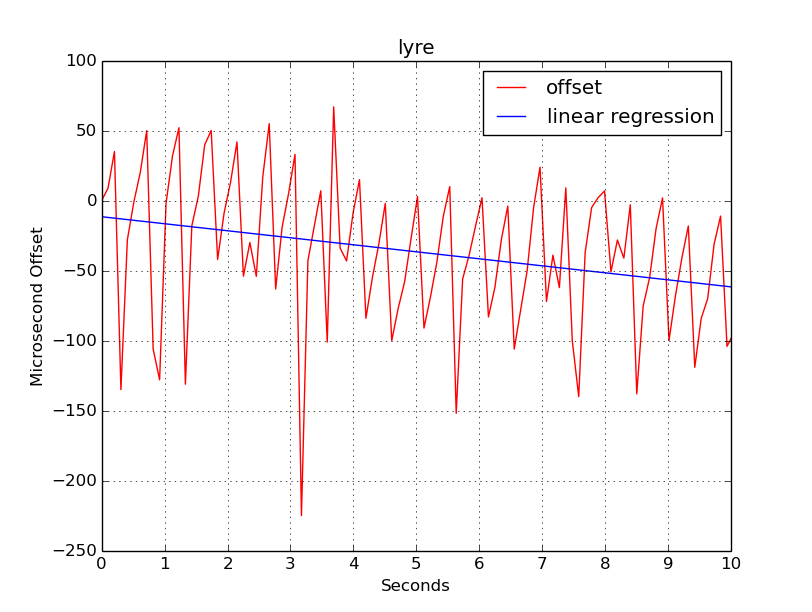 lyre
100
50
0
−50
−100
−150
−200
−250
Microsecond Offset
offset
linear regression
0 1 2 3 4 5 6 7 8 9 10
Seconds